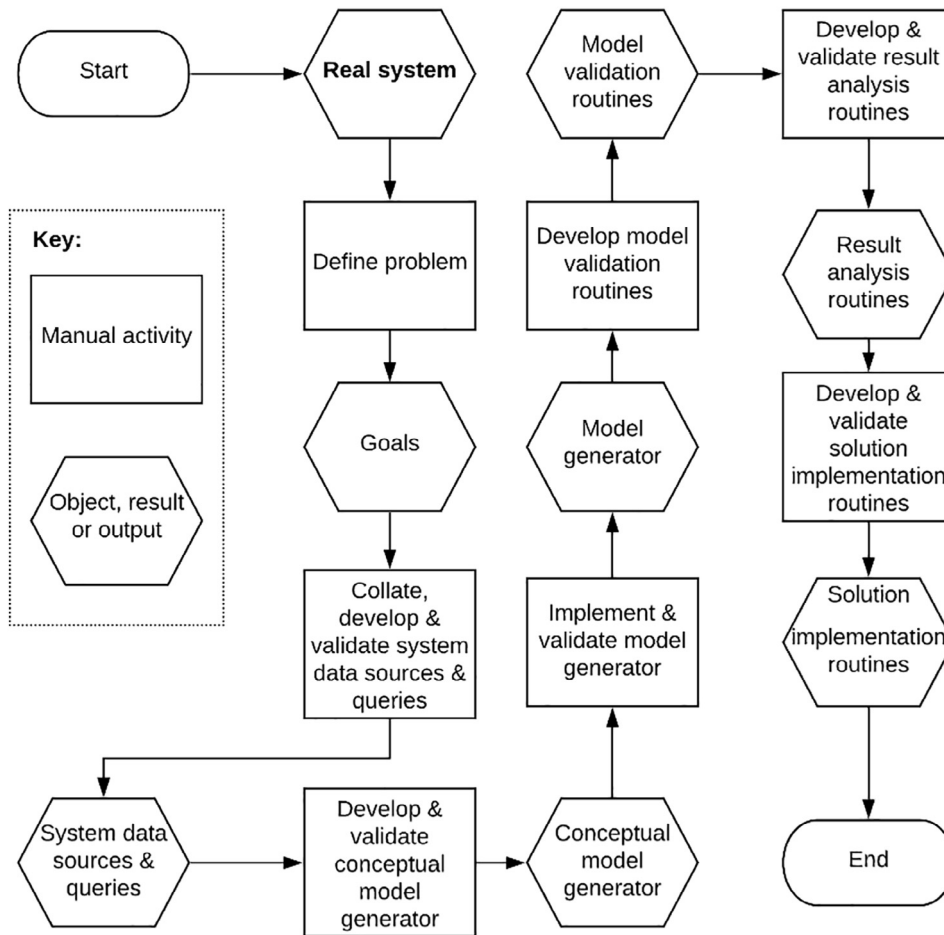 Start
Real system
Define problem
Goals
Collate,
develop &
validate system
data sources &
queries
System data
sources &
queries
Develop &
validate
conceptual
model
generator
Conceptual
model
generator
Implement &
validate model
generator
Model
generator
Develop model
validation
routines
Model
validation
routines
Develop &
validate result
analysis
routines
Result
analysis
routines
Develop &
validate
solution
implementation
routines
Solution
implementation
routines
End
Key:
Manual activity
Object, result
or output